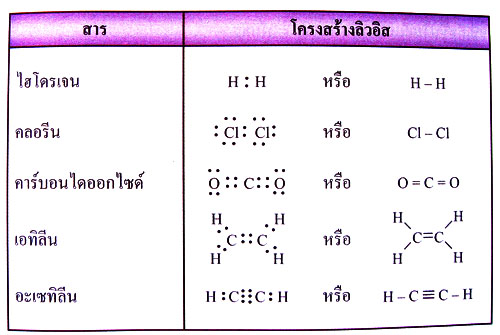 สาร โครงสร้างลิวอิส
ไฮโดรเจน H : H หรือ H – H
คลอรีน :Cl : Cl: หรือ Cl – Cl
คาร์บอนไดออกไซด์ O :: C :: O หรือ O = C = O
H H H H
เอทิลีน C :: C หรือ C = C
H H H H
อะเซทิลีน H : C ⋮⋮ C : H หรือ H – C ≡ C – H